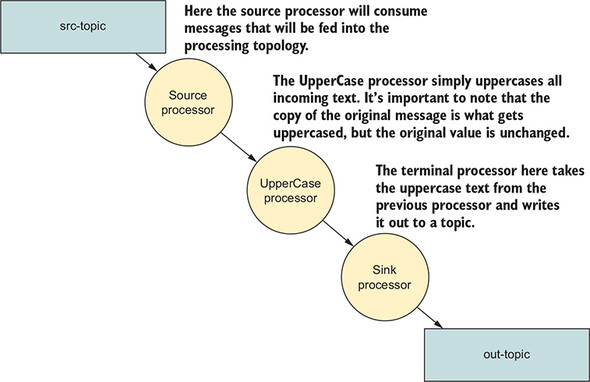 src-topic
Here the source processor will consume
messages that will be fed into the
processing topology.
Source
processor
The UpperCase processor simply uppercases all
incoming text. It's important to note that the
copy of the original message is what gets
uppercased, but the original value is unchanged.
UpperCase
processor
The terminal processor here takes
the uppercase text from the
previous processor and writes
it out to a topic.
Sink
processor
out-topic